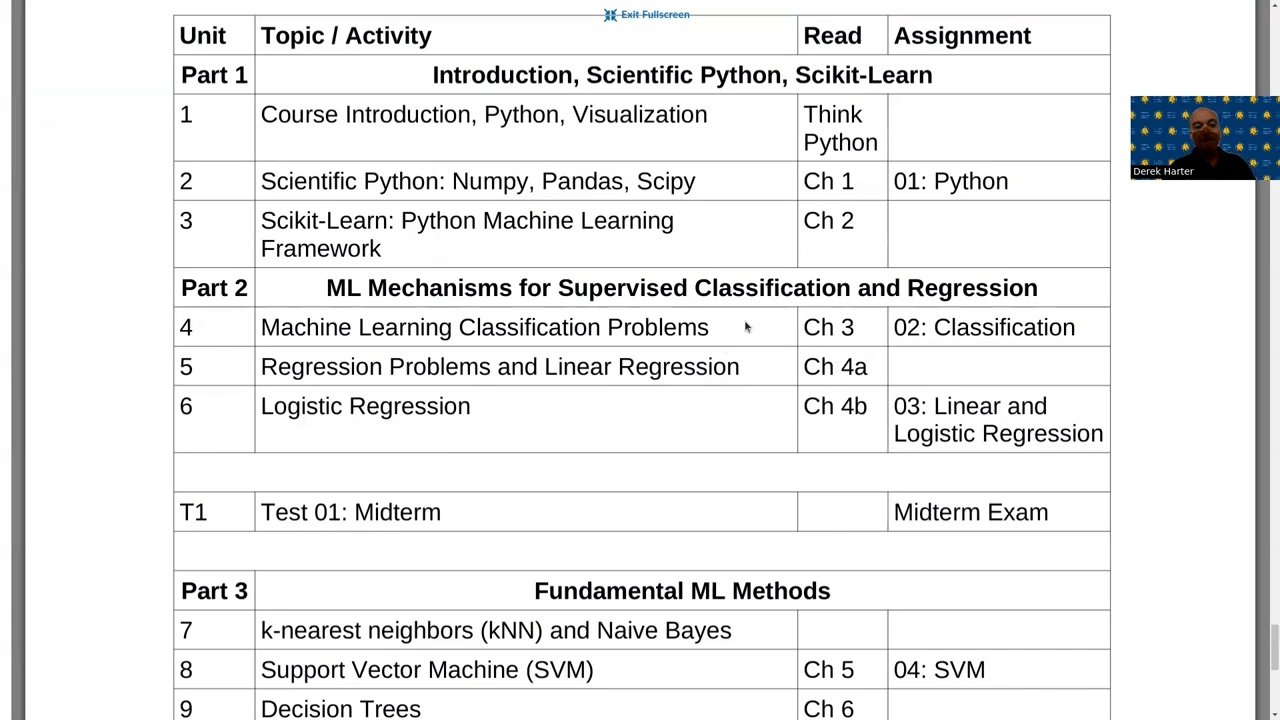 Exit Fullscreen
Unit Topic / Activity Read Assignment
Part 1 Introduction, Scientific Python, Scikit-Learn
1 Course Introduction, Python, Visualization Think
Python
2 Scientific Python: Numpy, Pandas, Scipy Ch 1 01: Python
3 Scikit-Learn: Python Machine Learning Ch 2
Framework
Part 2 ML Mechanisms for Supervised Classification and Regression
4 Machine Learning Classification Problems Ch 3 02: Classification
5 Regression Problems and Linear Regression Ch 4a
6 Logistic Regression Ch 4b 03: Linear and
Logistic Regression
T1 Test 01: Midterm Midterm Exam
Part 3 Fundamental ML Methods
7 k-nearest neighbors (kNN) and Naive Bayes
8 Support Vector Machine (SVM) Ch 5 04: SVM
9 Decision Trees Ch 6
Derek Harter